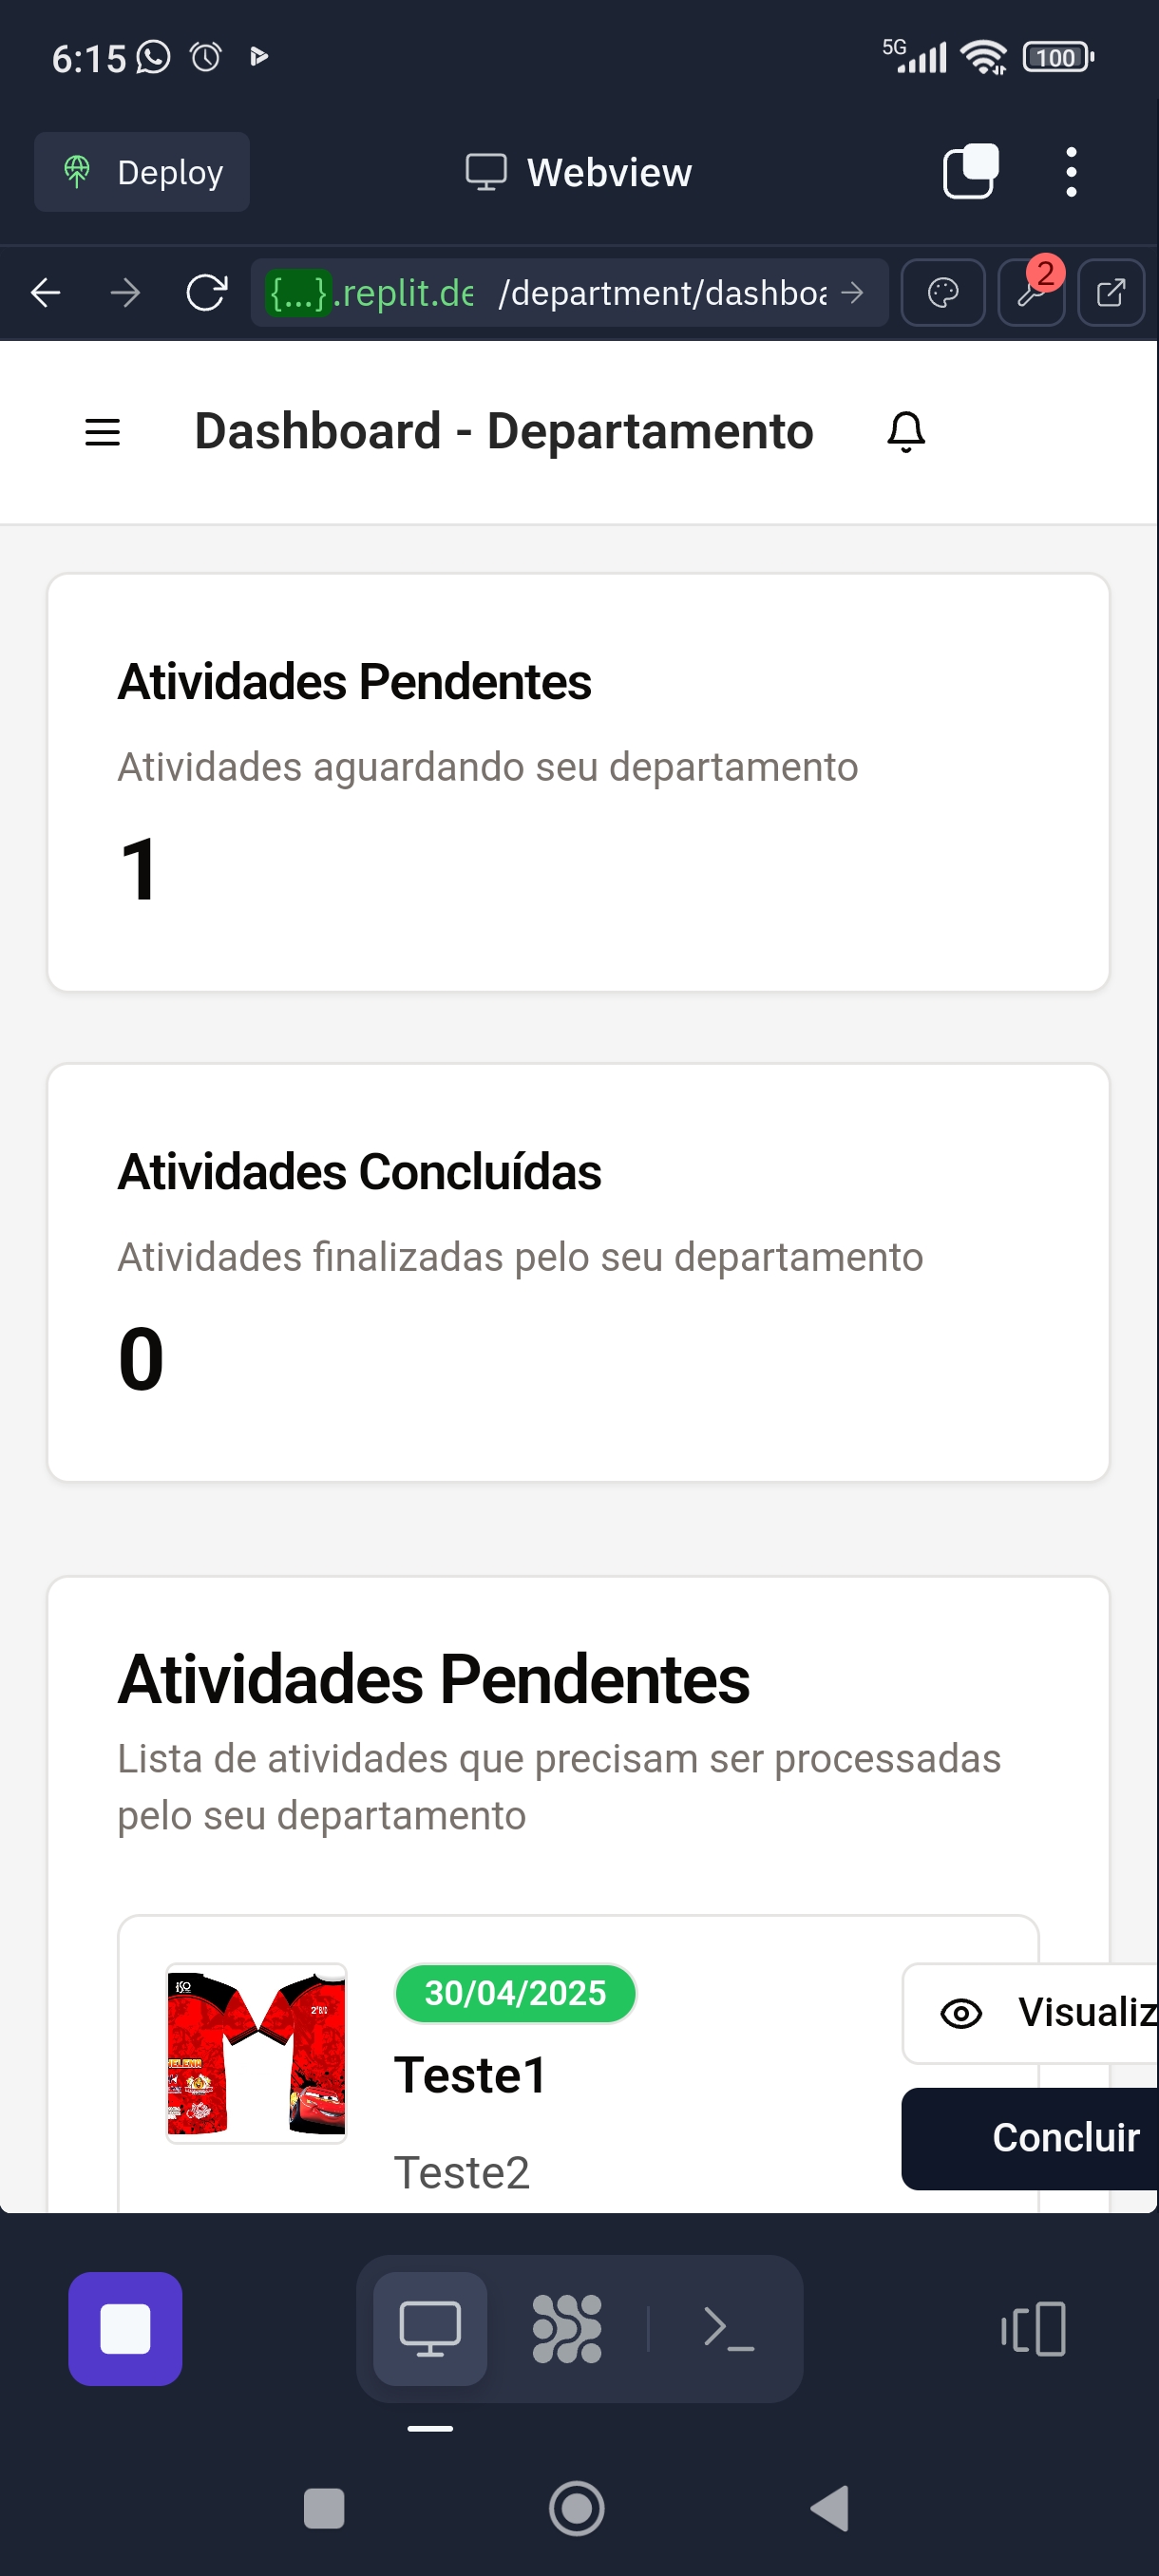 6:15
5G
100
Deploy
Webview
{...}.replit.de /department/dashboa
2
Dashboard - Departamento
Atividades Pendentes
Atividades aguardando seu departamento
1
Atividades Concluídas
Atividades finalizadas pelo seu departamento
0
Atividades Pendentes
Lista de atividades que precisam ser processadas
pelo seu departamento
30/04/2025
Visualiz
Teste1
Concluir
Teste2